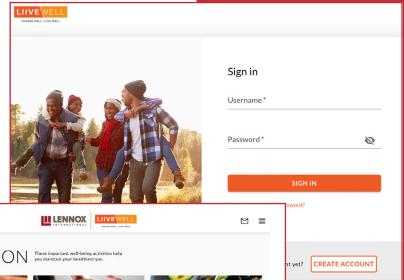 LIIVEWELL
Sign in
Username *
Password *
SIGN IN
sword?
nt yet? CREATE ACCOUNT
LENNOX
INTERNATIONAL
LIIVEWELL
ON
These important well-being activities help
you maintain your healthiest you.